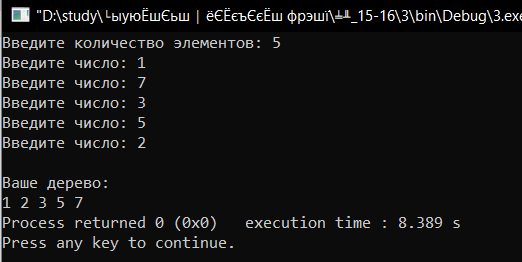 "D:\study\└ыуюЁшЄьш | ёЄЁєъЄєЁш фрэшї\╧╨_15-16\3\bin\Debug\3.exe
Введите количество элементов: 5
Введите число: 1
Введите число: 7
Введите число: 3
Введите число: 5
Введите число: 2
Ваше дерево:
1 2 3 5 7
Process returned 0 (0x0)   execution time : 8.389 s
Press any key to continue.